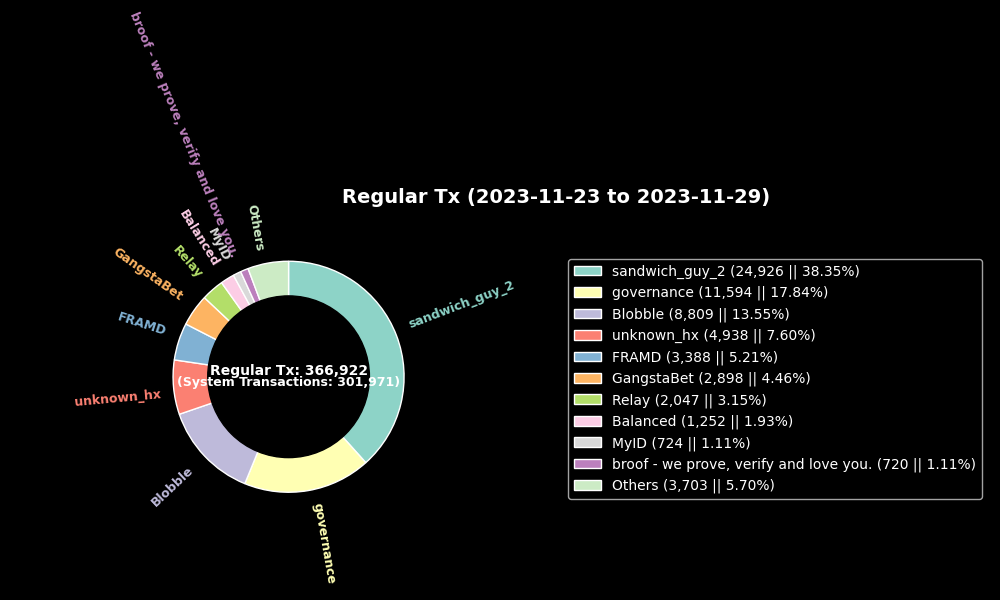 Regular Tx (2023-11-23 to 2023-11-29)
broof - we prove, verify and love you.
Others
MyID
Balanced
Relay
GangstaBet
FRAMD
unknown_hx
Blobble
governance
sandwich_guy_2
Regular Tx: 366,922
(System Transactions: 301,971)
sandwich_guy_2 (24,926 || 38.35%)
governance (11,594 || 17.84%)
Blobble (8,809 || 13.55%)
unknown_hx (4,938 || 7.60%)
FRAMD (3,388 || 5.21%)
GangstaBet (2,898 || 4.46%)
Relay (2,047 || 3.15%)
Balanced (1,252 || 1.93%)
MyID (724 || 1.11%)
broof - we prove, verify and love you. (720 || 1.11%)
Others (3,703 || 5.70%)